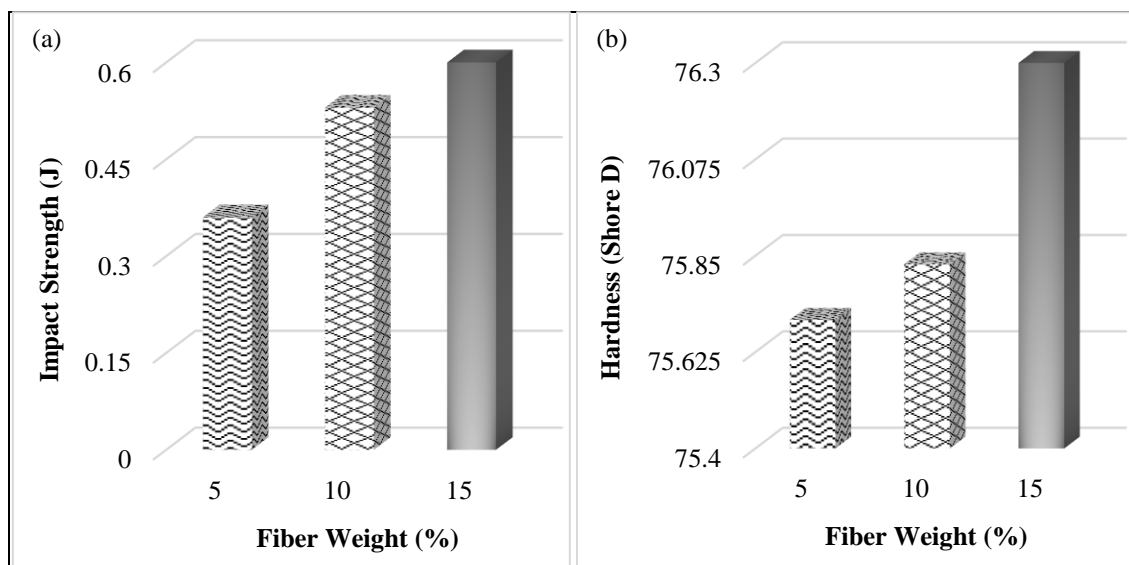 (a)
Impact Strength (J)
0.6
0.45
0.3
0.15
0
5 10 15
Fiber Weight (%)
(b)
Hardness (Shore D)
76.3
76.075
75.85
75.625
75.4
5 10 15
Fiber Weight (%)